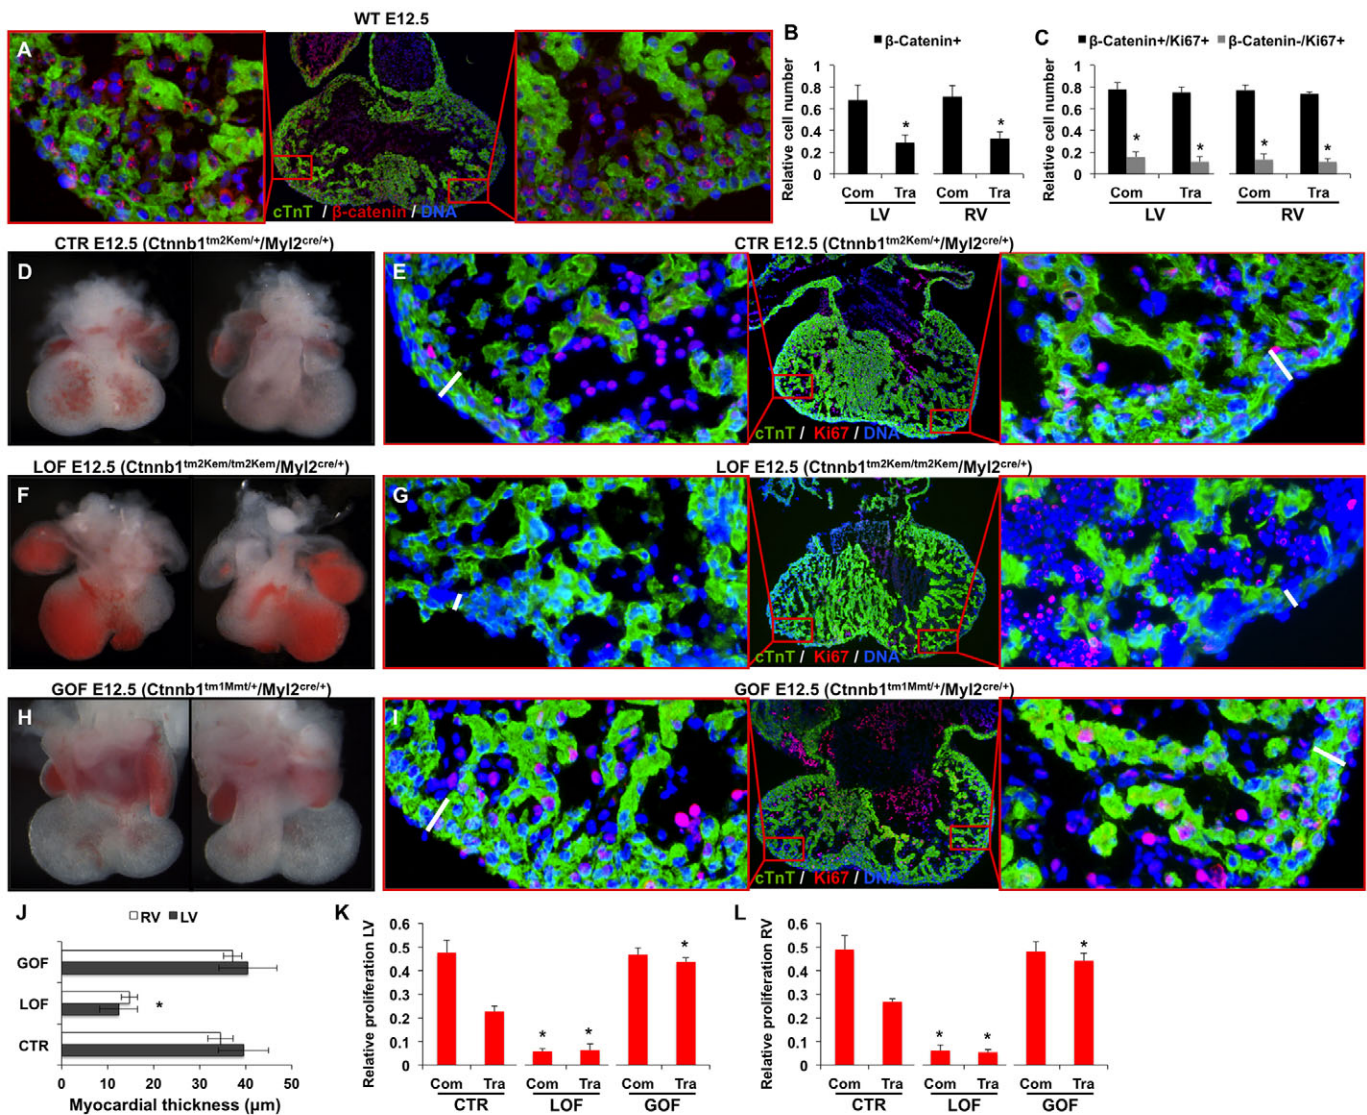 WT E12.5
A
cTnT / β-catenin / DNA
B
β-Catenin+
Relative cell number
1
0.8
0.6
0.4
0.2
0
* *
Com Tra Com Tra
LV RV
C
β-Catenin+/Ki67+ β-Catenin-/Ki67+
Relative cell number
1
0.8
0.6
0.4
0.2
0
* * * *
Com Tra Com Tra
LV RV
CTR E12.5 (Ctnnb1tm2Kem/+/Myl2cre/+)
D
CTR E12.5 (Ctnnb1tm2Kem/+/Myl2cre/+)
E
cTnT / Ki67 / DNA
LOF E12.5 (Ctnnb1tm2Kem/tm2Kem/Myl2cre/+)
F
LOF E12.5 (Ctnnb1tm2Kem/tm2Kem/Myl2cre/+)
G
cTnT / Ki67 / DNA
GOF E12.5 (Ctnnb1tm1Mmt/+/Myl2cre/+)
H
GOF E12.5 (Ctnnb1tm1Mmt/+/Myl2cre/+)
I
cTnT / Ki67 / DNA
J
RV LV
GOF
LOF *
CTR
0 10 20 30 40 50
Myocardial thickness (μm)
K
Relative proliferation LV
0.6
0.5
0.4
0.3
0.2
0.1
0
* * *
Com Tra Com Tra Com Tra
CTR LOF GOF
L
Relative proliferation RV
0.6
0.5
0.4
0.3
0.2
0.1
0
* * *
Com Tra Com Tra Com Tra
CTR LOF GOF